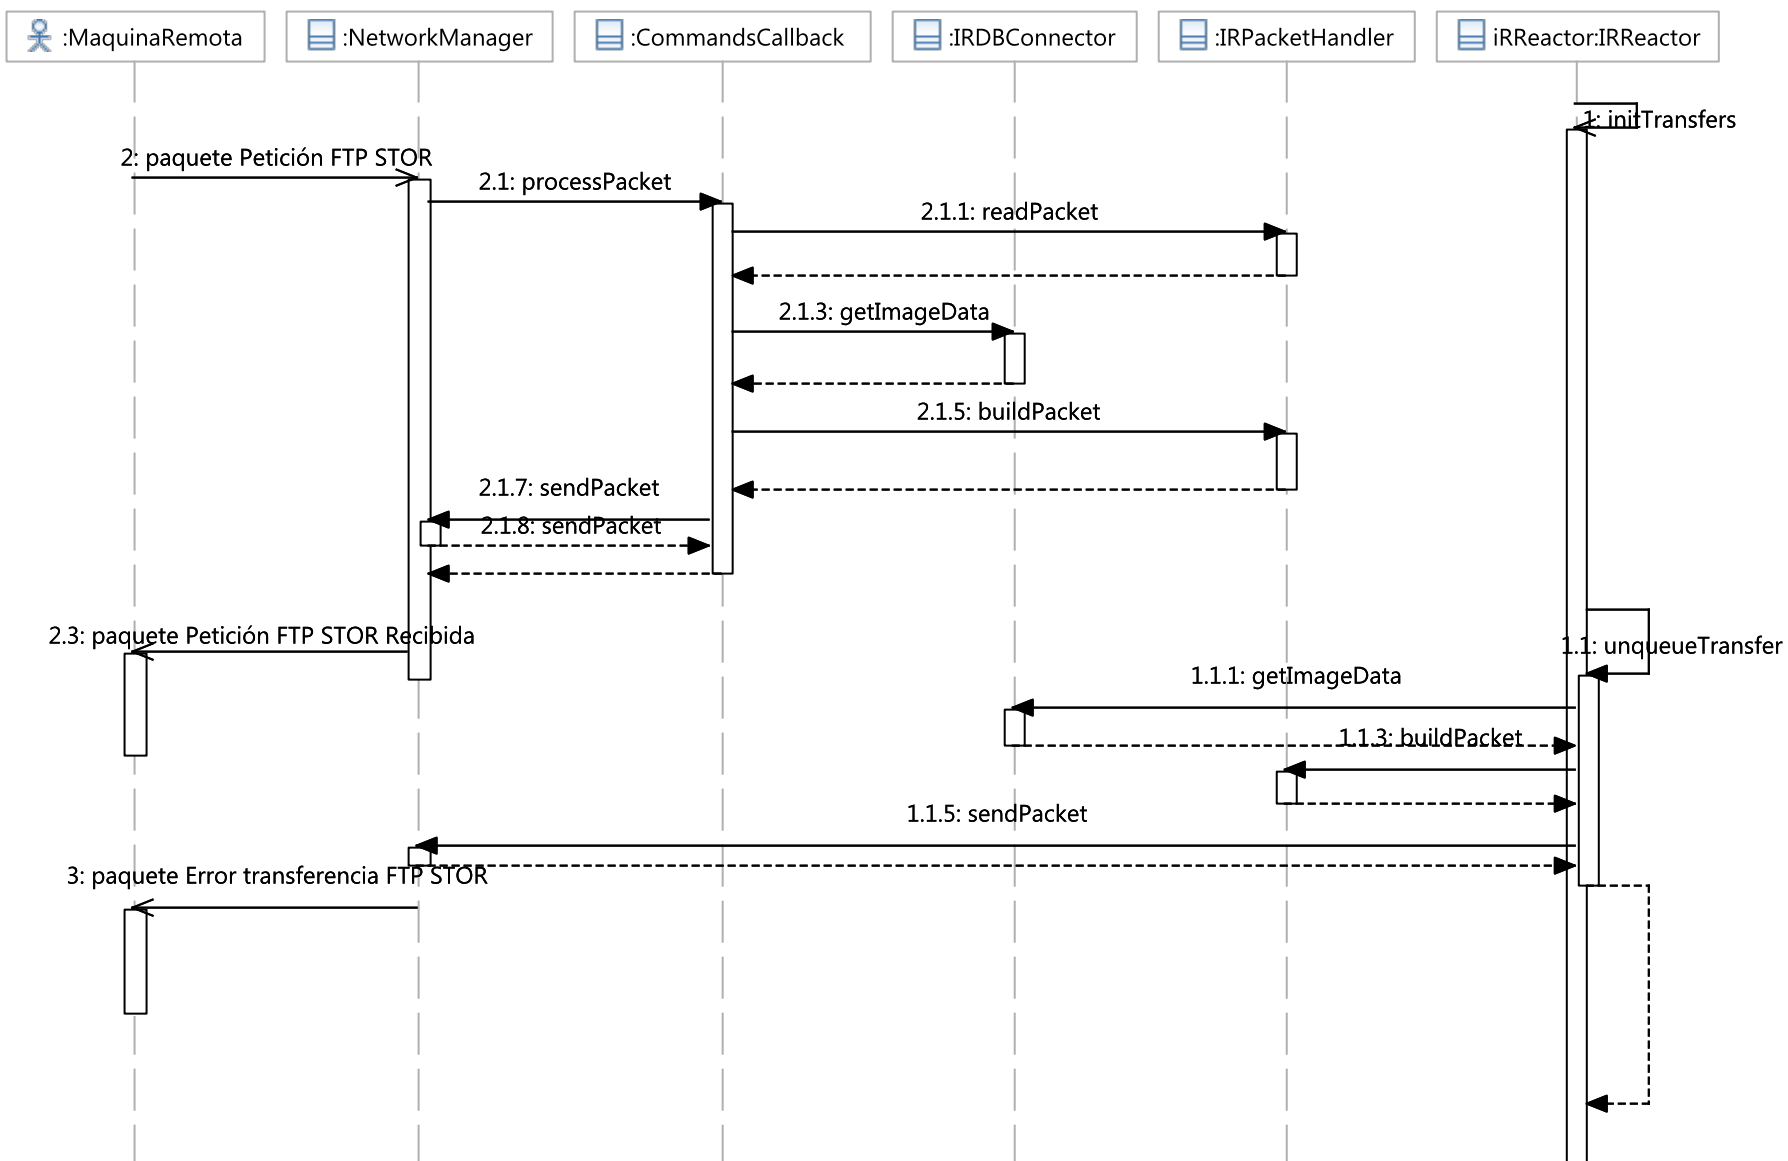 :MaquinaRemota
:NetworkManager
:CommandsCallback
:IRDBConnector
:IRPacketHandler
iRReactor:IRReactor
1: initTransfers
2: paquete Petición FTP STOR
2.1: processPacket
2.1.1: readPacket
2.1.3: getImageData
2.1.5: buildPacket
2.1.7: sendPacket
2.1.8: sendPacket
2.3: paquete Petición FTP STOR Recibida
1.1: unqueueTransfer
1.1.1: getImageData
1.1.3: buildPacket
1.1.5: sendPacket
3: paquete Error transferencia FTP STOR